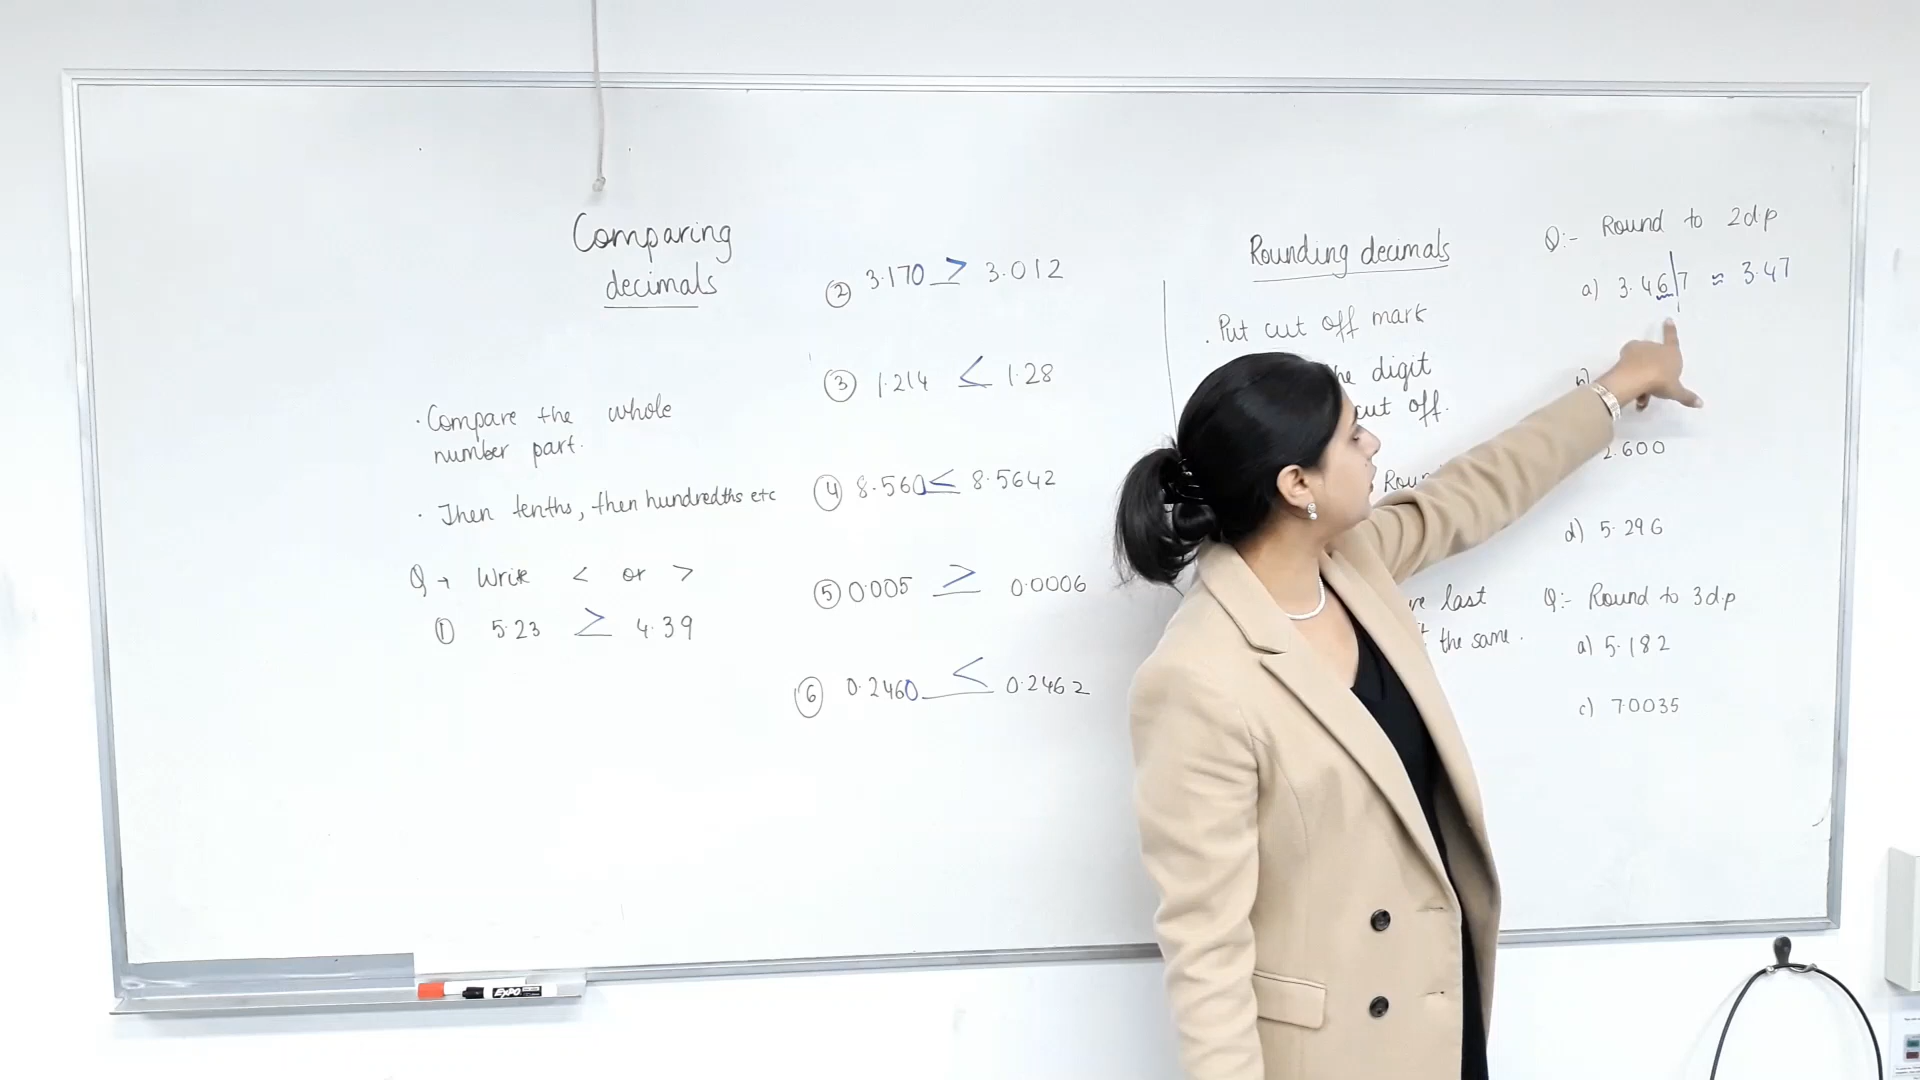 Comparing
decimals
· Compare the whole
number part.
· Then tenths, then hundredths etc
Q → Write < or >
① 5.23 > 4.39
② 3.170 > 3.012
③ 1.214 < 1.28
④ 8.560 < 8.5642
⑤ 0.005 > 0.0006
⑥ 0.2460 < 0.2462
Rounding decimals
· Put cut off mark
digit
cut off.
last
the same.
Q:- Round to 2d.p
a) 3.46|7 ≈ 3.47
2.600
d) 5.296
Q:- Round to 3d.p
a) 5.182
c) 7.0035
EXPO